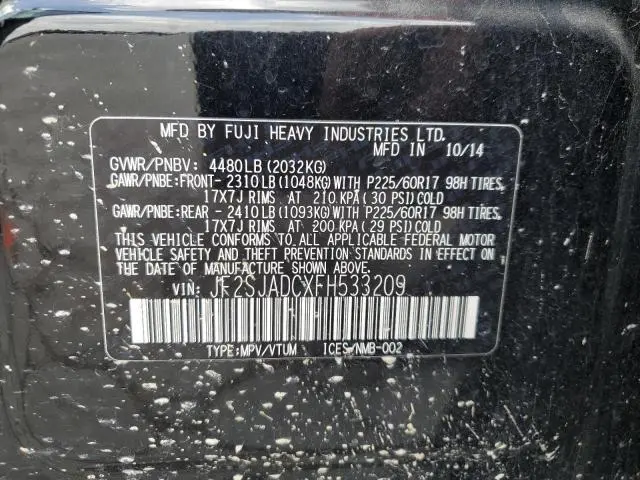 MFD BY FUJI HEAVY INDUSTRIES LTD.
MFD IN 10/14
GVWR/PNBV: 4480LB (2032KG)
GAWR/PNBE:FRONT- 2310LB (1048KG) WITH P225/60R17 98H TIRES,
17X7J RIMS AT 210 KPA (30 PSI) COLD
GAWR/PNBE:REAR - 2410LB (1093KG) WITH P225/60R17 98H TIRES,
17X7J RIMS AT 200 KPA (29 PSI) COLD
THIS VEHICLE CONFORMS TO ALL APPLICABLE FEDERAL MOTOR
VEHICLE SAFETY AND THEFT PREVENTION STANDARDS IN EFFECT ON
THE DATE OF MANUFACTURE SHOWN ABOVE.
VIN: JF2SJADCXFH533209
TYPE:MPV/VTUM ICES/NMB-002